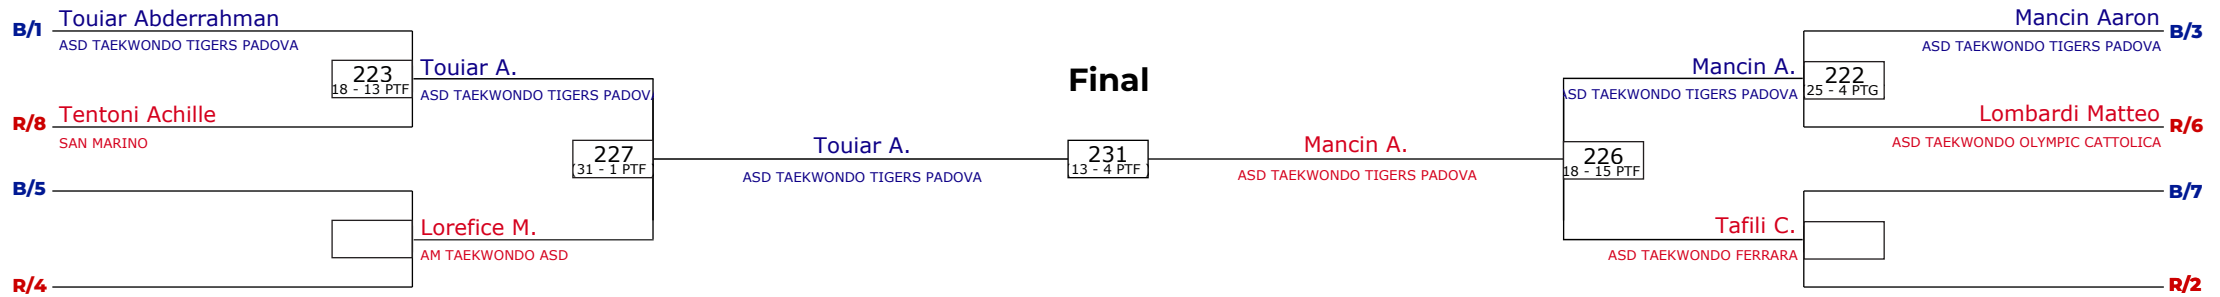 B/1 Touiar Abderrahman
ASD TAEKWONDO TIGERS PADOVA
223
18 - 13 PTF
Touiar A.
ASD TAEKWONDO TIGERS PADOVA
R/8 Tentoni Achille
SAN MARINO
227
(31 - 1 PTF
B/5
Lorefice M.
AM TAEKWONDO ASD
R/4
Final
Touiar A.
ASD TAEKWONDO TIGERS PADOVA
231
(13 - 4 PTF )
Mancin A.
ASD TAEKWONDO TIGERS PADOVA
Mancin Aaron B/3
ASD TAEKWONDO TIGERS PADOVA
Mancin A.
ASD TAEKWONDO TIGERS PADOVA
222
25 - 4 PTG
Lombardi Matteo R/6
ASD TAEKWONDO OLYMPIC CATTOLICA
226
18 - 15 PTF
B/7
Tafili C.
ASD TAEKWONDO FERRARA
R/2